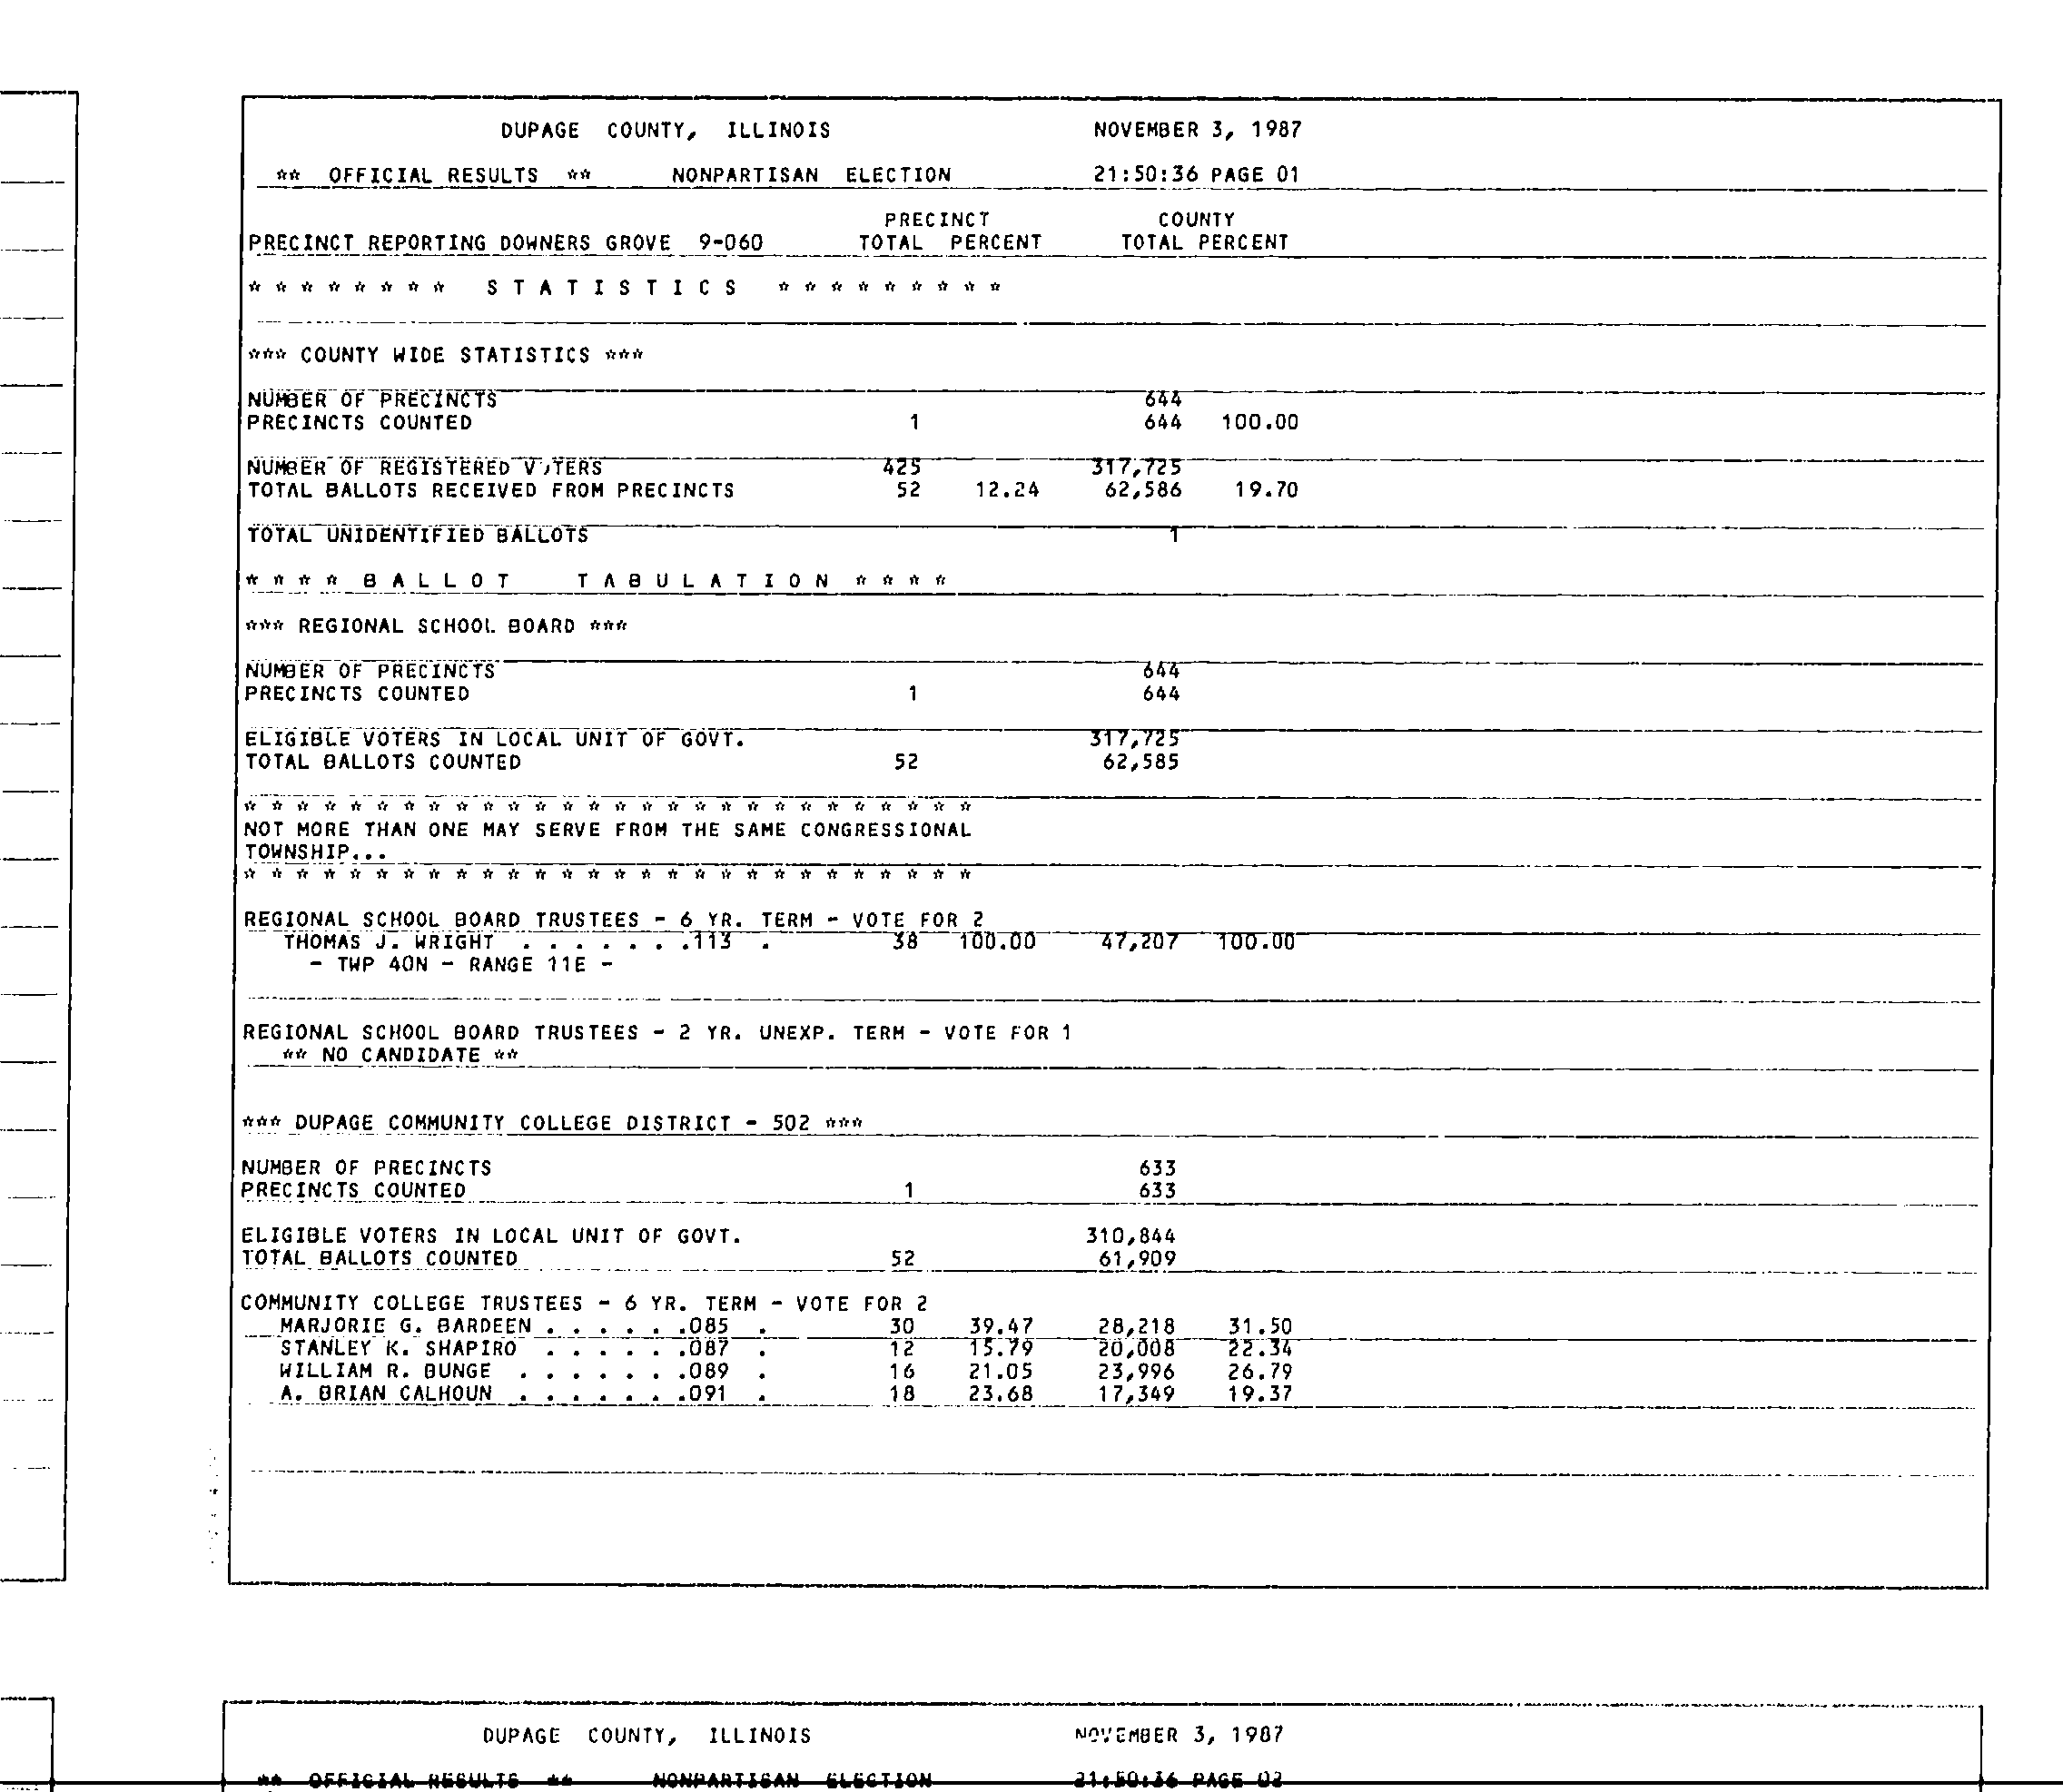 DUPAGE COUNTY, ILLINOIS NOVEMBER 3, 1987
** OFFICIAL RESULTS ** NONPARTISAN ELECTION 21:50:36 PAGE 01
PRECINCT COUNTY
PRECINCT REPORTING DOWNERS GROVE 9-060 TOTAL PERCENT TOTAL PERCENT
* * * * * * * * S T A T I S T I C S * * * * * * * * *
*** COUNTY WIDE STATISTICS ***
NUMBER OF PRECINCTS 644
PRECINCTS COUNTED 1 644 100.00
NUMBER OF REGISTERED VOTERS 425 317,725
TOTAL BALLOTS RECEIVED FROM PRECINCTS 52 12.24 62,586 19.70
TOTAL UNIDENTIFIED BALLOTS 1
* * * * B A L L O T T A B U L A T I O N * * * *
*** REGIONAL SCHOOL BOARD ***
NUMBER OF PRECINCTS 644
PRECINCTS COUNTED 1 644
ELIGIBLE VOTERS IN LOCAL UNIT OF GOVT. 317,725
TOTAL BALLOTS COUNTED 52 62,585
* * * * * * * * * * * * * * * * * * * * * * * * * * * *
NOT MORE THAN ONE MAY SERVE FROM THE SAME CONGRESSIONAL
TOWNSHIP...
* * * * * * * * * * * * * * * * * * * * * * * * * * * *
REGIONAL SCHOOL BOARD TRUSTEES - 6 YR. TERM - VOTE FOR 2
THOMAS J. WRIGHT . . . . . . .113 . 38 100.00 47,207 100.00
- TWP 40N - RANGE 11E -
REGIONAL SCHOOL BOARD TRUSTEES - 2 YR. UNEXP. TERM - VOTE FOR 1
** NO CANDIDATE **
*** DUPAGE COMMUNITY COLLEGE DISTRICT - 502 ***
NUMBER OF PRECINCTS 633
PRECINCTS COUNTED 1 633
ELIGIBLE VOTERS IN LOCAL UNIT OF GOVT. 310,844
TOTAL BALLOTS COUNTED 52 61,909
COMMUNITY COLLEGE TRUSTEES - 6 YR. TERM - VOTE FOR 2
MARJORIE G. BARDEEN . . . . . .085 . 30 39.47 28,218 31.50
STANLEY K. SHAPIRO . . . . . .087 . 12 15.79 20,008 22.34
WILLIAM R. BUNGE . . . . . . .089 . 16 21.05 23,996 26.79
A. BRIAN CALHOUN . . . . . . .091 . 18 23.68 17,349 19.37
DUPAGE COUNTY, ILLINOIS NOVEMBER 3, 1987
** OFFICIAL RESULTS ** NONPARTISAN ELECTION 21:50:36 PAGE 02